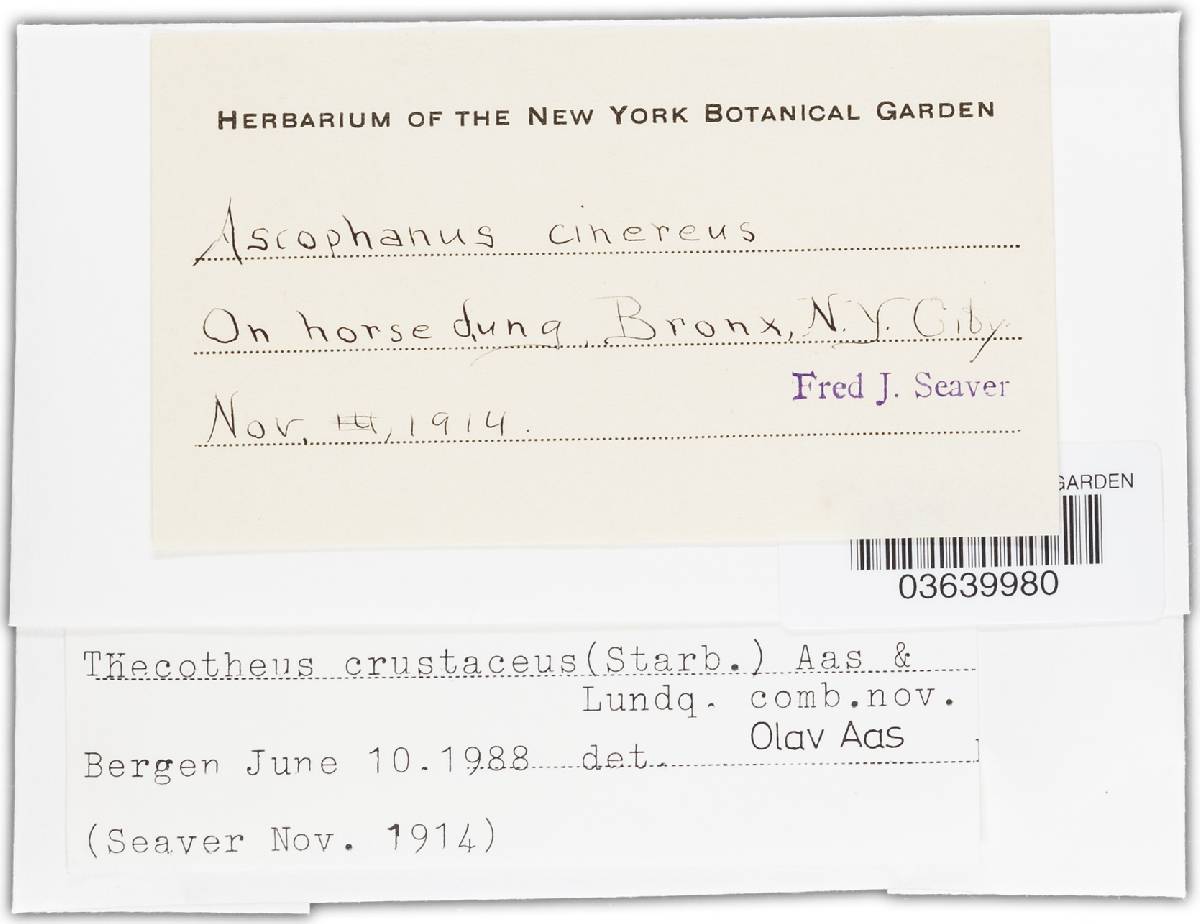 HERBARIUM OF THE NEW YORK BOTANICAL GARDEN
Ascophanus cinereus
On horse dung, Bronx, N.Y. City
Fred J. Seaver
Nov. , 1914.
GARDEN
03639980
Thecotheus crustaceus (Starb.) Aas &
Lundq. comb.nov.
Olav Aas
Bergen June 10.1988 det.
(Seaver Nov. 1914)